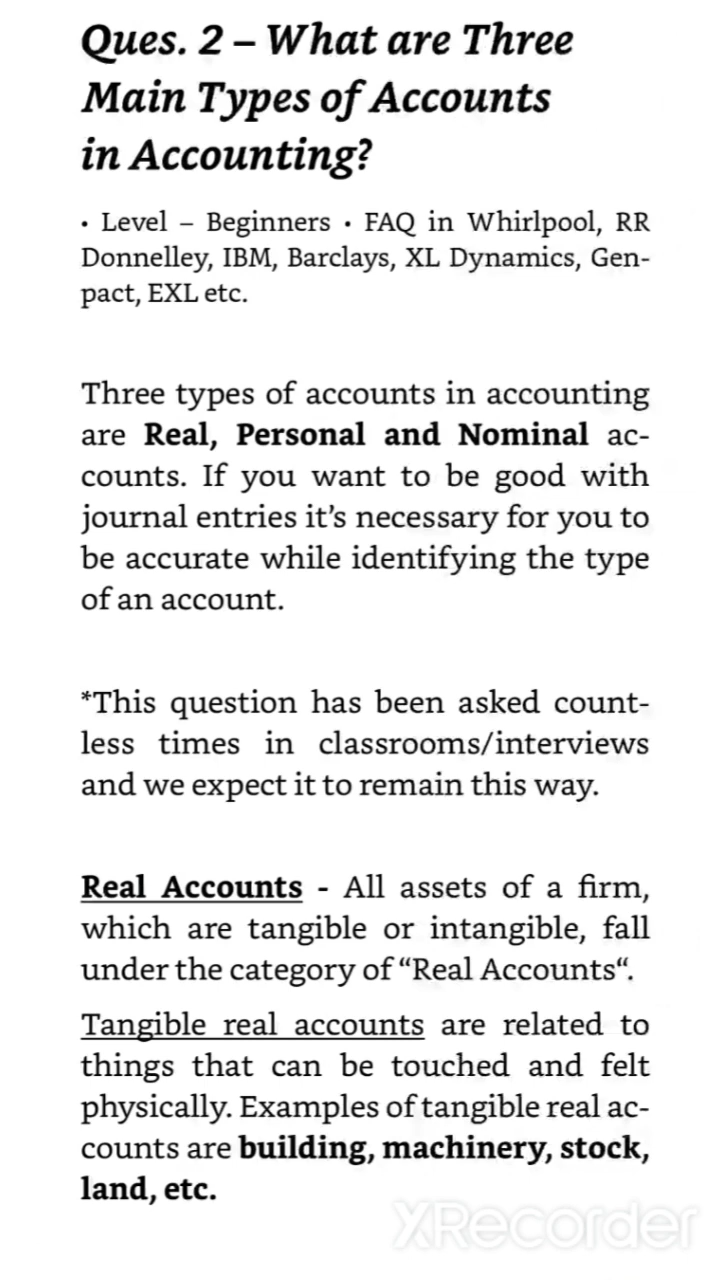 Ques. 2 – What are Three
Main Types of Accounts
in Accounting?
• Level – Beginners • FAQ in Whirlpool, RR
Donnelley, IBM, Barclays, XL Dynamics, Gen-
pact, EXL etc.
Three types of accounts in accounting
are Real, Personal and Nominal ac-
counts. If you want to be good with
journal entries it’s necessary for you to
be accurate while identifying the type
of an account.
*This question has been asked count-
less times in classrooms/interviews
and we expect it to remain this way.
Real Accounts - All assets of a firm,
which are tangible or intangible, fall
under the category of “Real Accounts“.
Tangible real accounts are related to
things that can be touched and felt
physically. Examples of tangible real ac-
counts are building, machinery, stock,
land, etc.
XRecorder